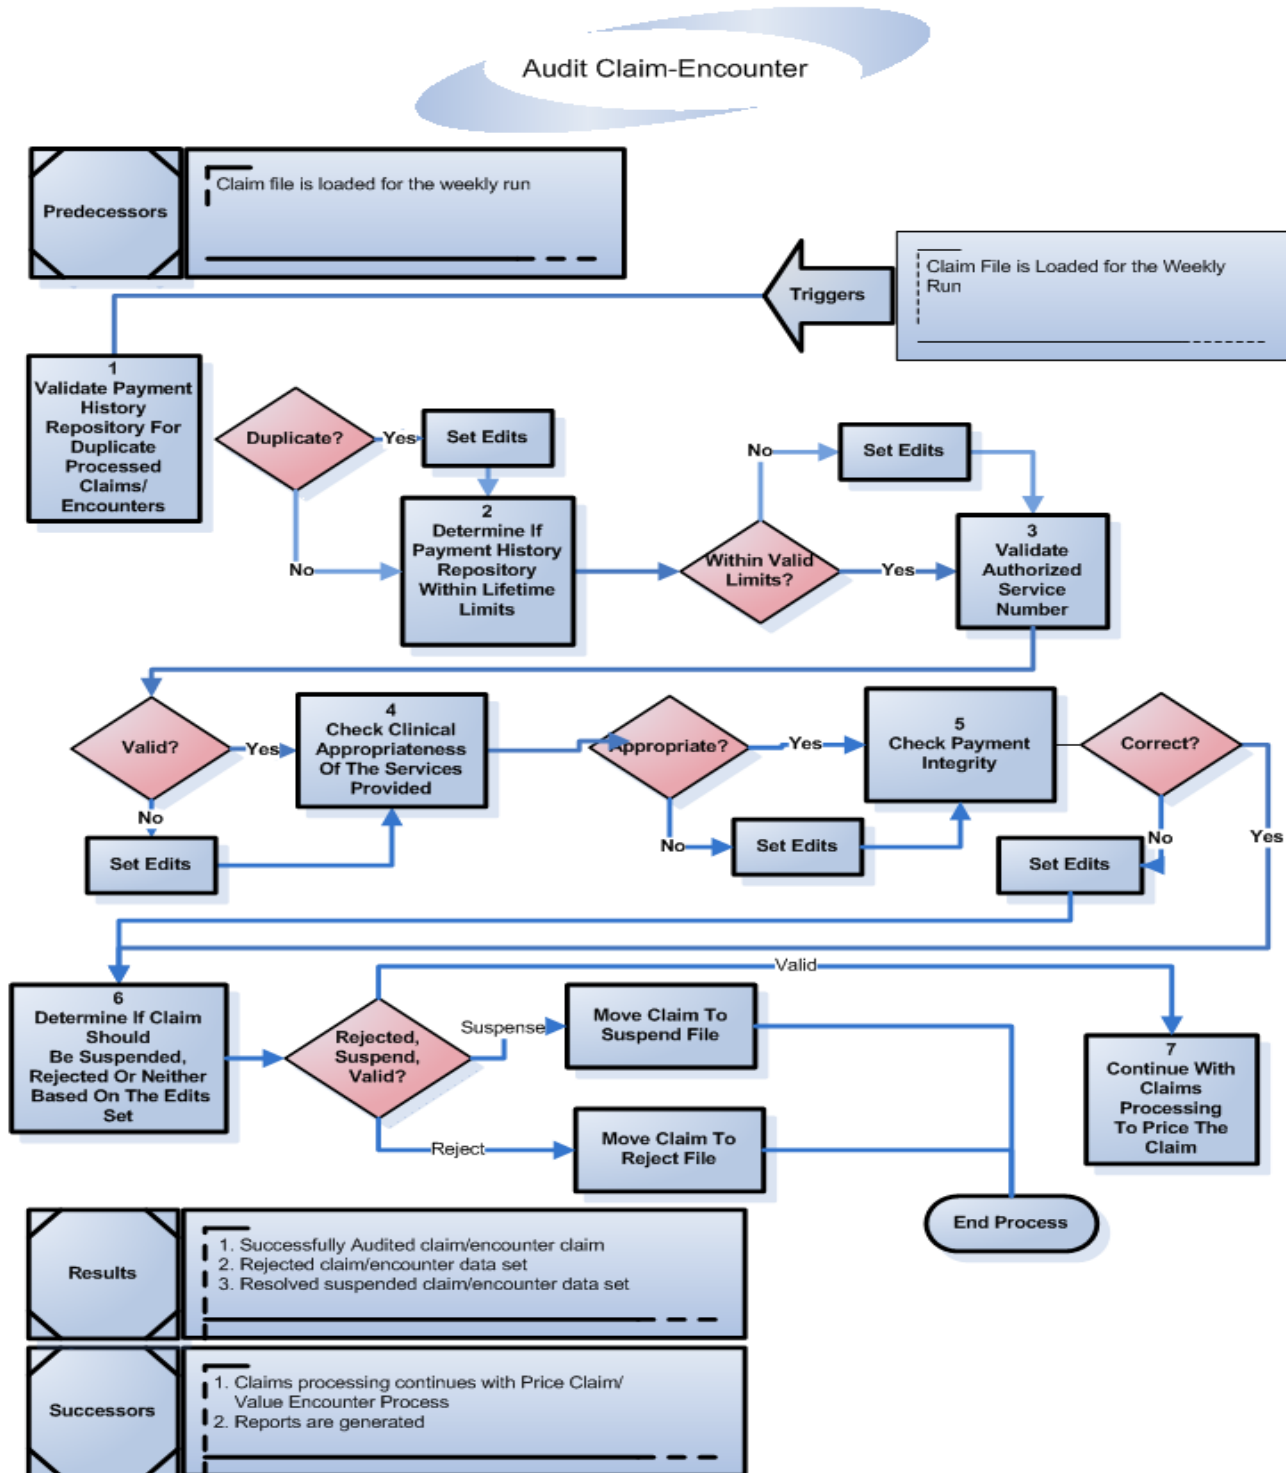 Audit Claim-Encounter
Predecessors
Claim file is loaded for the weekly run
Triggers
Claim File is Loaded for the Weekly
Run
1
Validate Payment
History
Repository For
Duplicate
Processed
Claims/
Encounters
Duplicate?
Yes
Set Edits
No
2
Determine If
Payment History
Repository
Within Lifetime
Limits
Within Valid
Limits?
No
Set Edits
Yes
3
Validate
Authorized
Service
Number
Valid?
Yes
No
Set Edits
4
Check Clinical
Appropriateness
Of The Services
Provided
Appropriate?
Yes
No
Set Edits
5
Check Payment
Integrity
Correct?
No
Set Edits
Yes
6
Determine If Claim
Should
Be Suspended,
Rejected Or Neither
Based On The Edits
Set
Rejected,
Suspend,
Valid?
Valid
Suspense
Move Claim To
Suspend File
Reject
Move Claim To
Reject File
7
Continue With
Claims
Processing
To Price The
Claim
End Process
Results
1. Successfully Audited claim/encounter claim
2. Rejected claim/encounter data set
3. Resolved suspended claim/encounter data set
Successors
1. Claims processing continues with Price Claim/
Value Encounter Process
2. Reports are generated